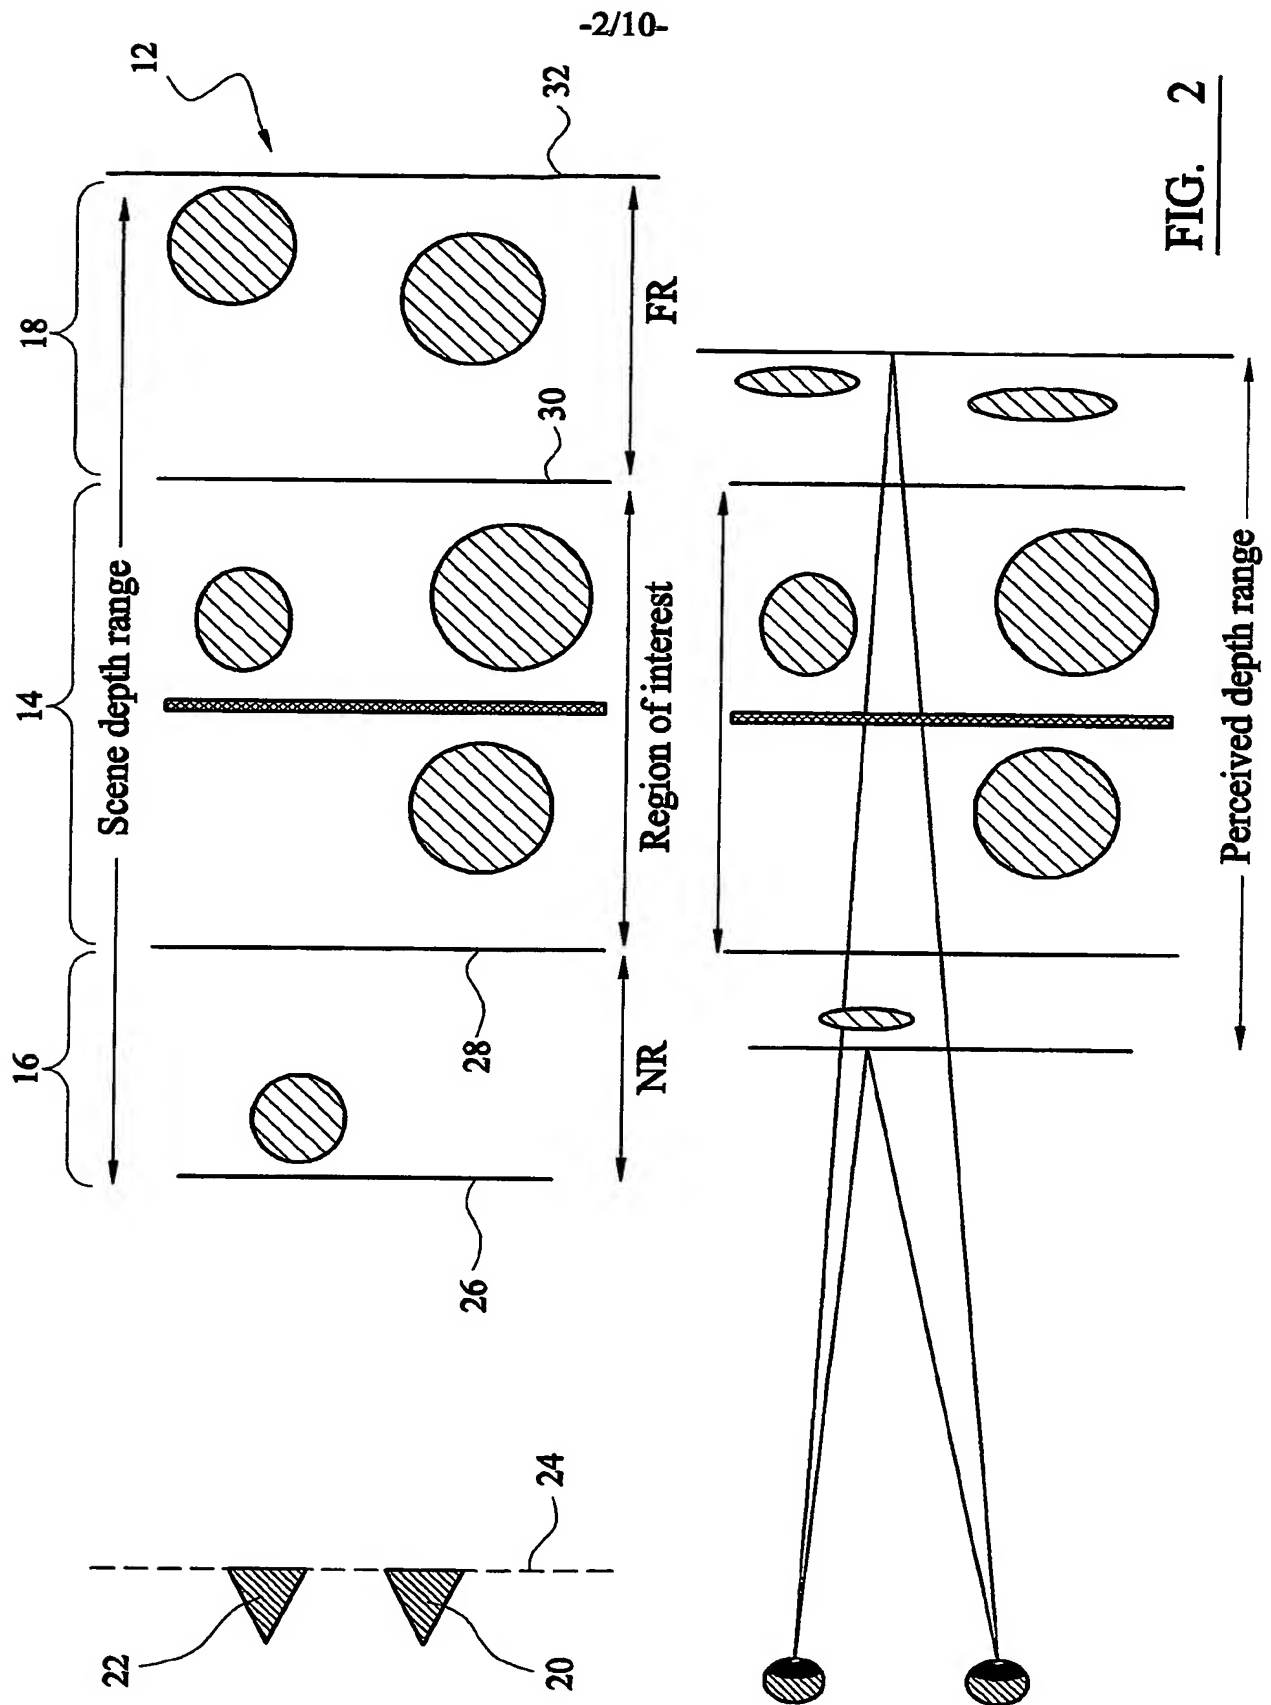 -2/10-
16
14
18
12
Scene depth range
22
20
24
26
28
30
32
NR
Region of interest
FR
Perceived depth range
FIG. 2